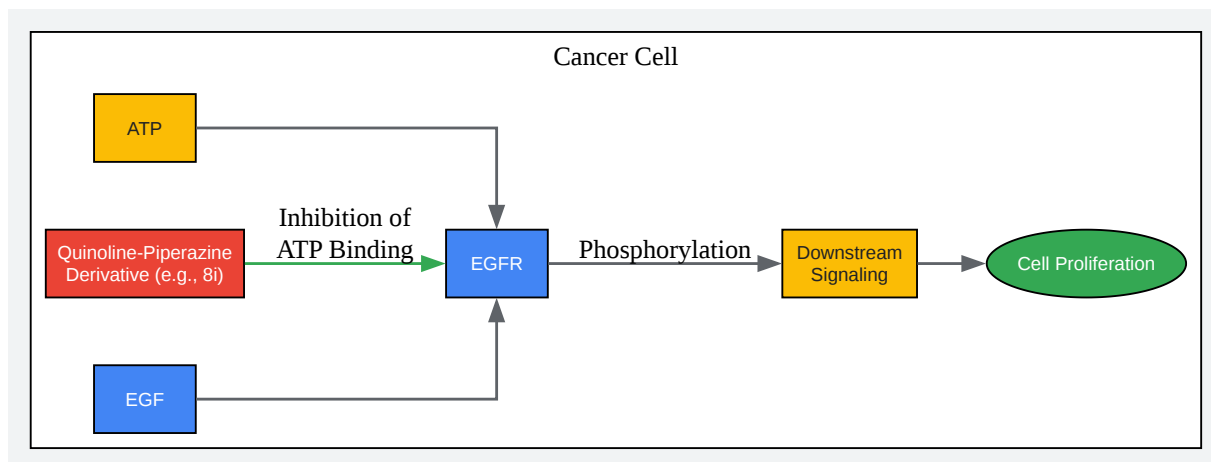 Cancer Cell
ATP
Inhibition of
ATP Binding
Quinoline-Piperazine
Derivative (e.g., 8i)
EGFR
Phosphorylation
Downstream
Signaling
Cell Proliferation
EGF